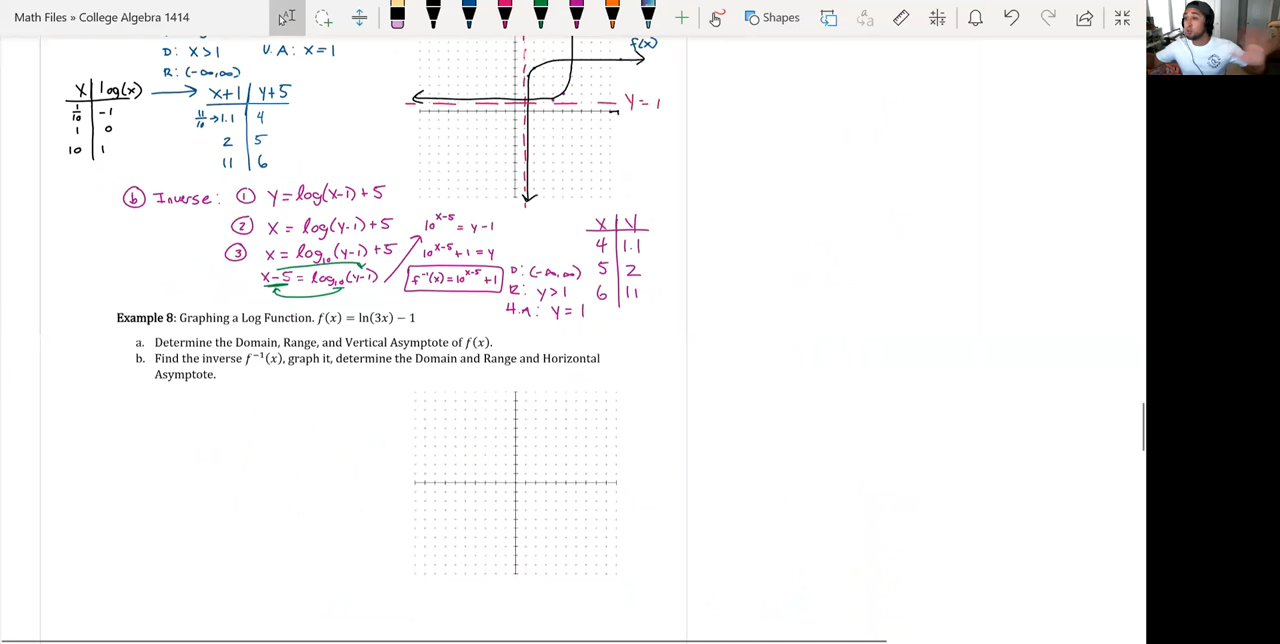 Math Files » College Algebra 1414
Shapes
D: X>1 V.A: X=1
R: (-∞,∞)
X | log(x) → X+1 | Y+5
1/10 | -1
1 | 0
10 | 1
11/10 → 1.1 | 4
2 | 5
11 | 6
f(x)
Y=1
ⓑ Inverse: ① Y=log(x-1)+5
② X = log(y-1)+5
③ X = log₁₀(y-1)+5
X-5 = log₁₀(y-1)
10^(x-5) = y-1
10^(x-5) +1 = y
f⁻¹(x)=10^(x-5) +1
D: (-∞,∞)
R: y>1
H.A: Y=1
X | Y
4 | 1.1
5 | 2
6 | 11
Example 8: Graphing a Log Function. f(x) = ln(3x) − 1
a. Determine the Domain, Range, and Vertical Asymptote of f(x).
b. Find the inverse f⁻¹(x), graph it, determine the Domain and Range and Horizontal
Asymptote.